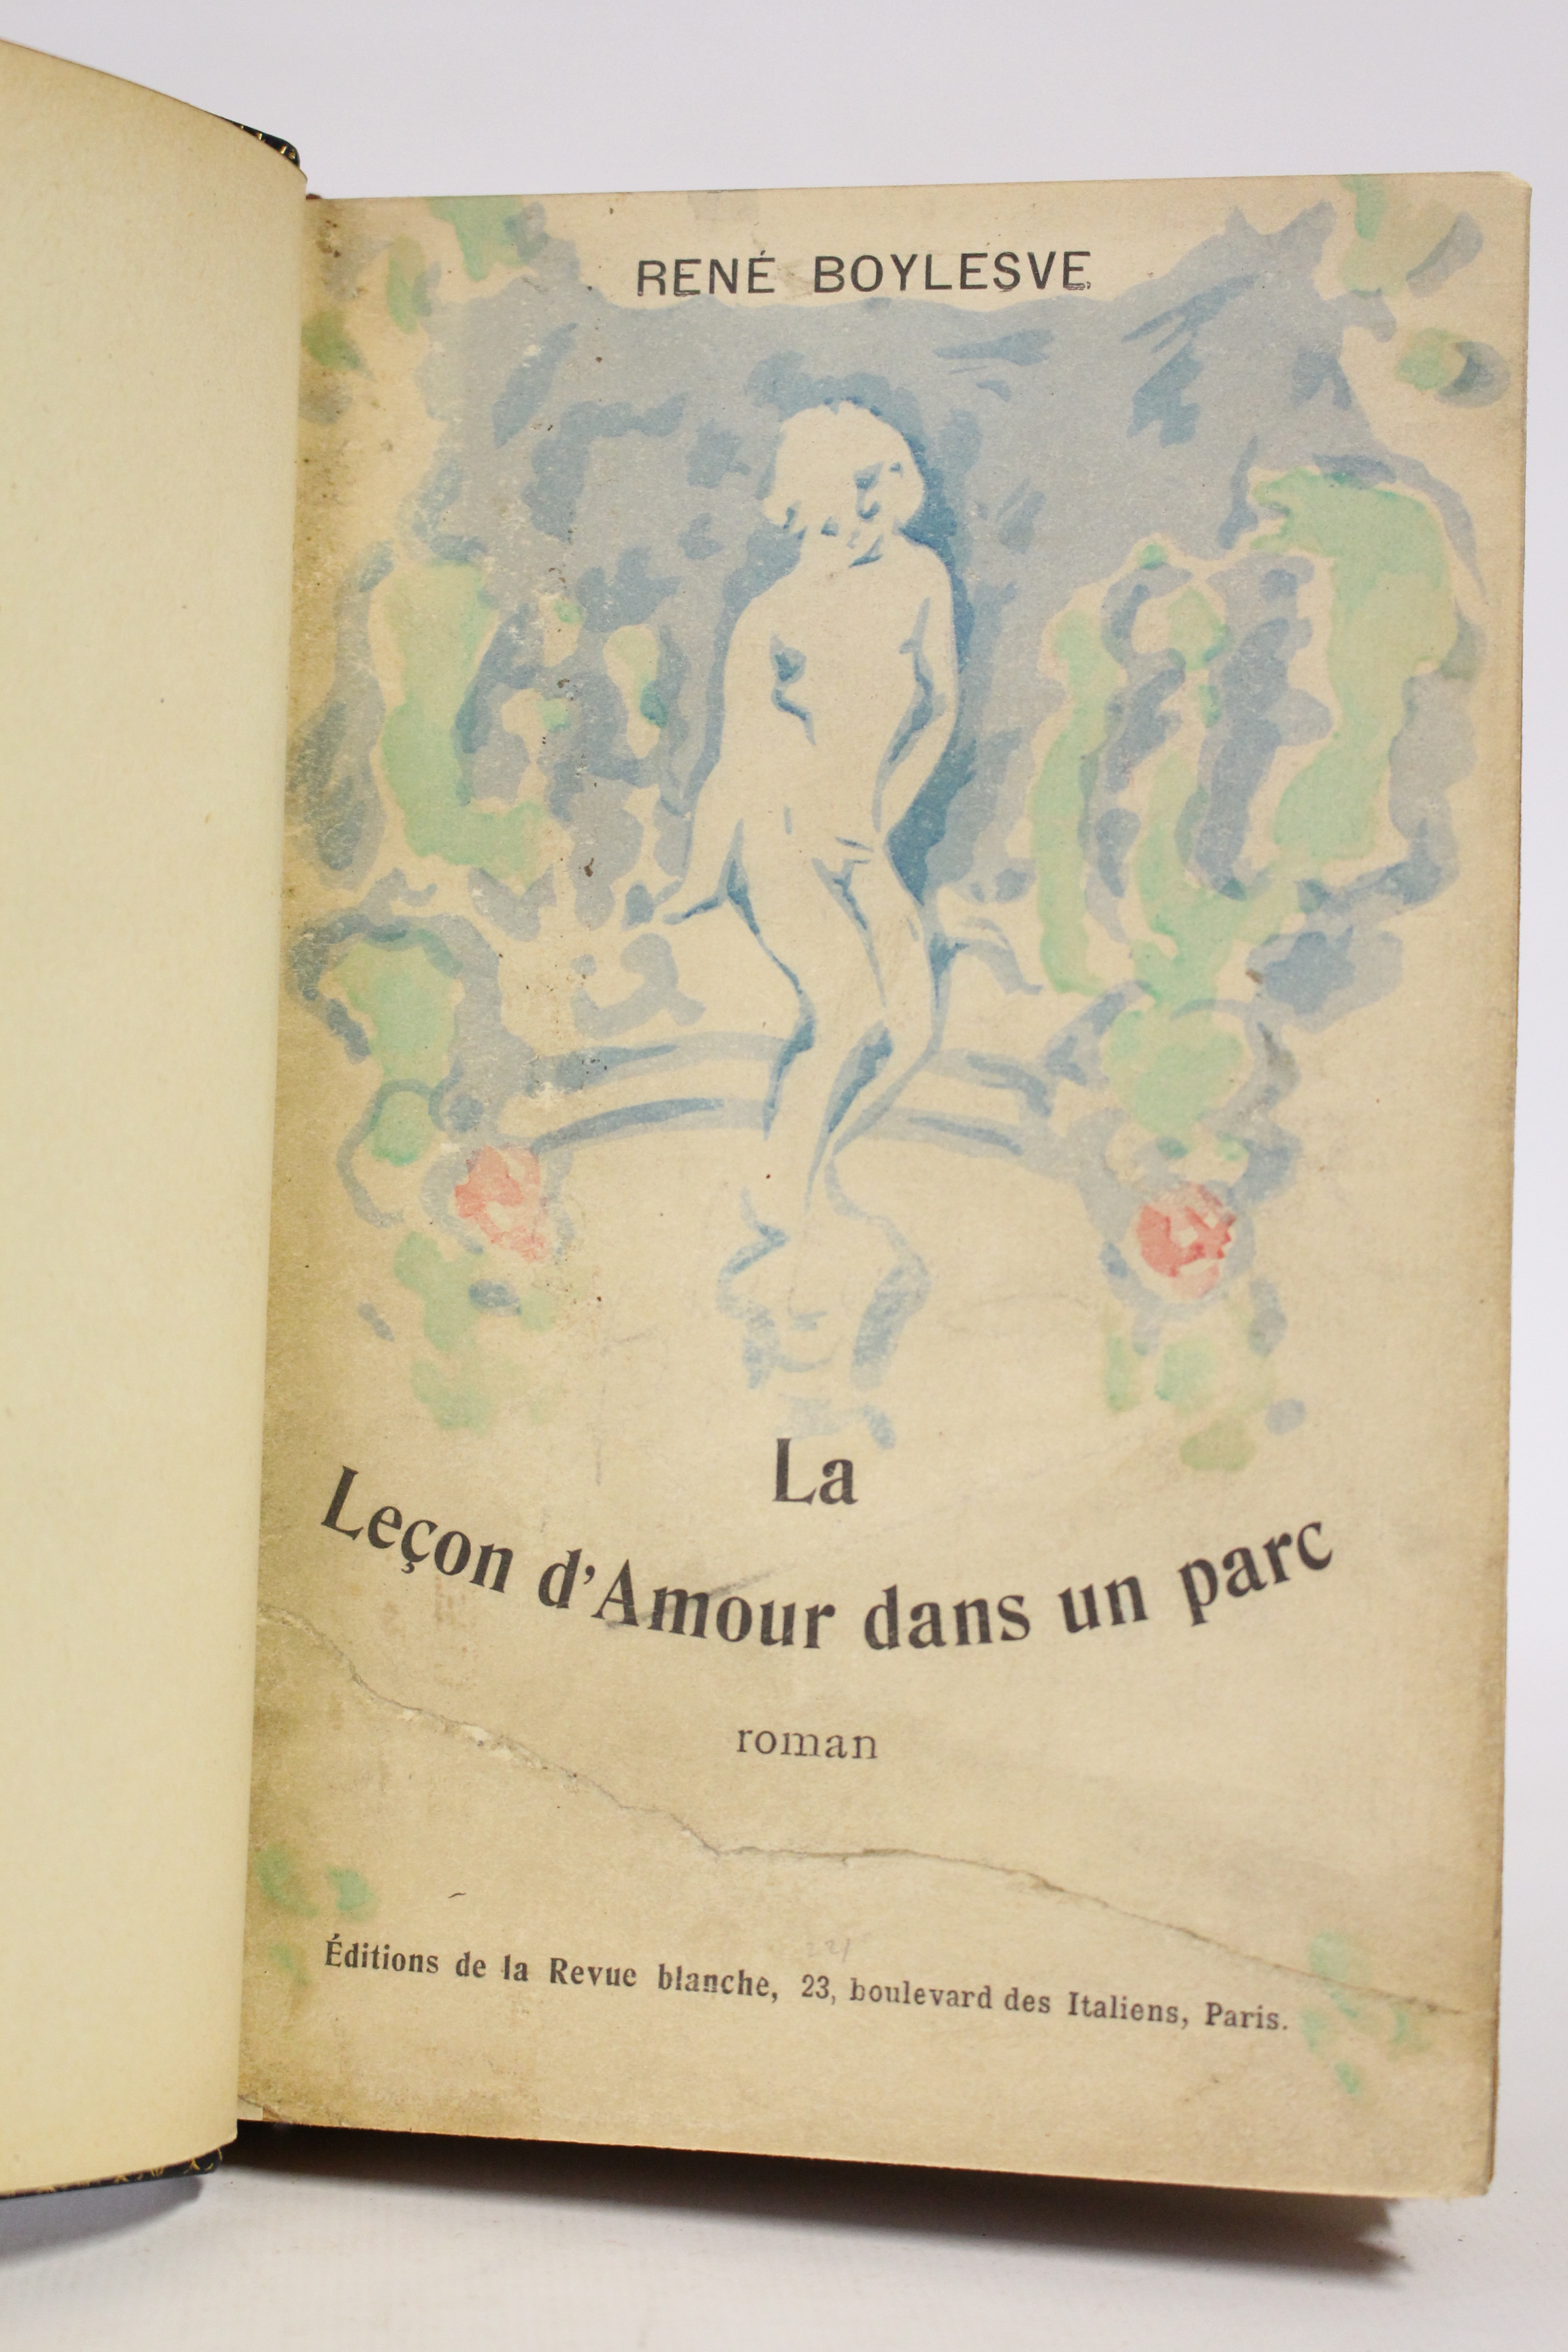 RENÉ BOYLESVE
La
Leçon d'Amour dans un parc
roman
Éditions de la Revue blanche, 23, boulevard des Italiens, Paris.